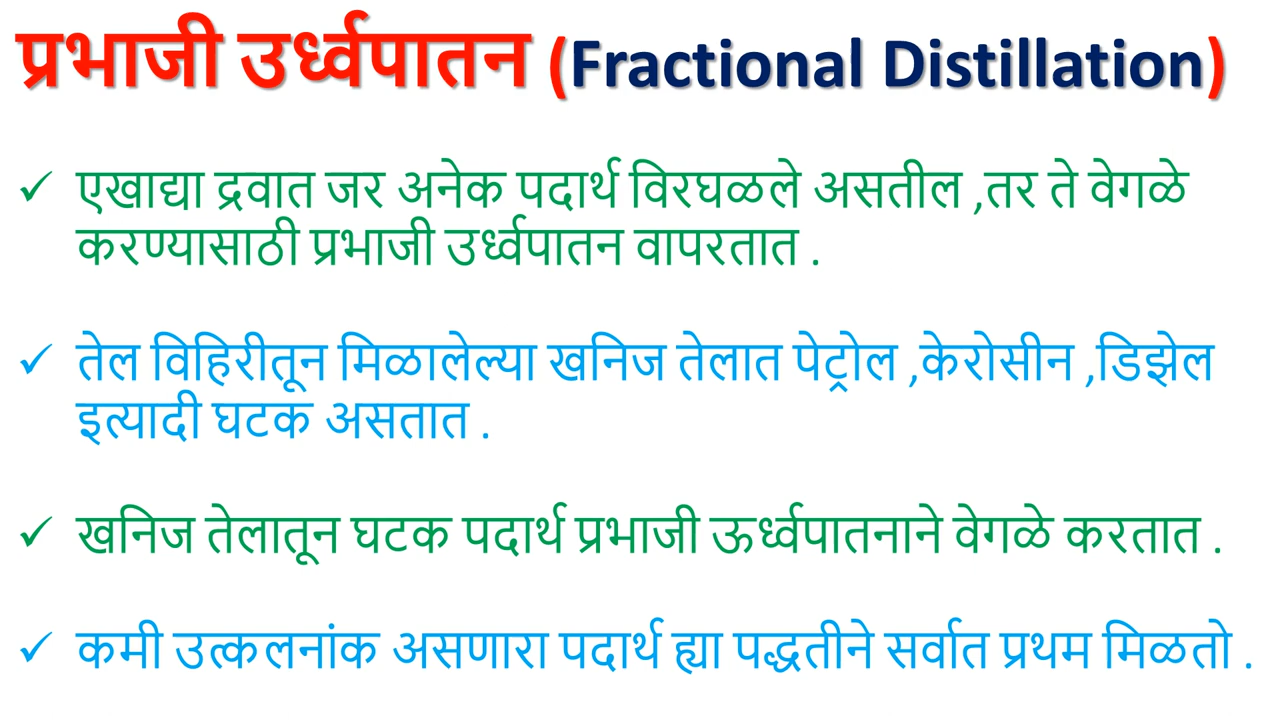 प्रभाजी उर्ध्वपातन (Fractional Distillation)
✓ एखाद्या द्रवात जर अनेक पदार्थ विरघळले असतील ,तर ते वेगळे
करण्यासाठी प्रभाजी उर्ध्वपातन वापरतात .
✓ तेल विहिरीतून मिळालेल्या खनिज तेलात पेट्रोल ,केरोसीन ,डिझेल
इत्यादी घटक असतात .
✓ खनिज तेलातून घटक पदार्थ प्रभाजी ऊर्ध्वपातनाने वेगळे करतात .
✓ कमी उत्कलनांक असणारा पदार्थ ह्या पद्धतीने सर्वात प्रथम मिळतो .